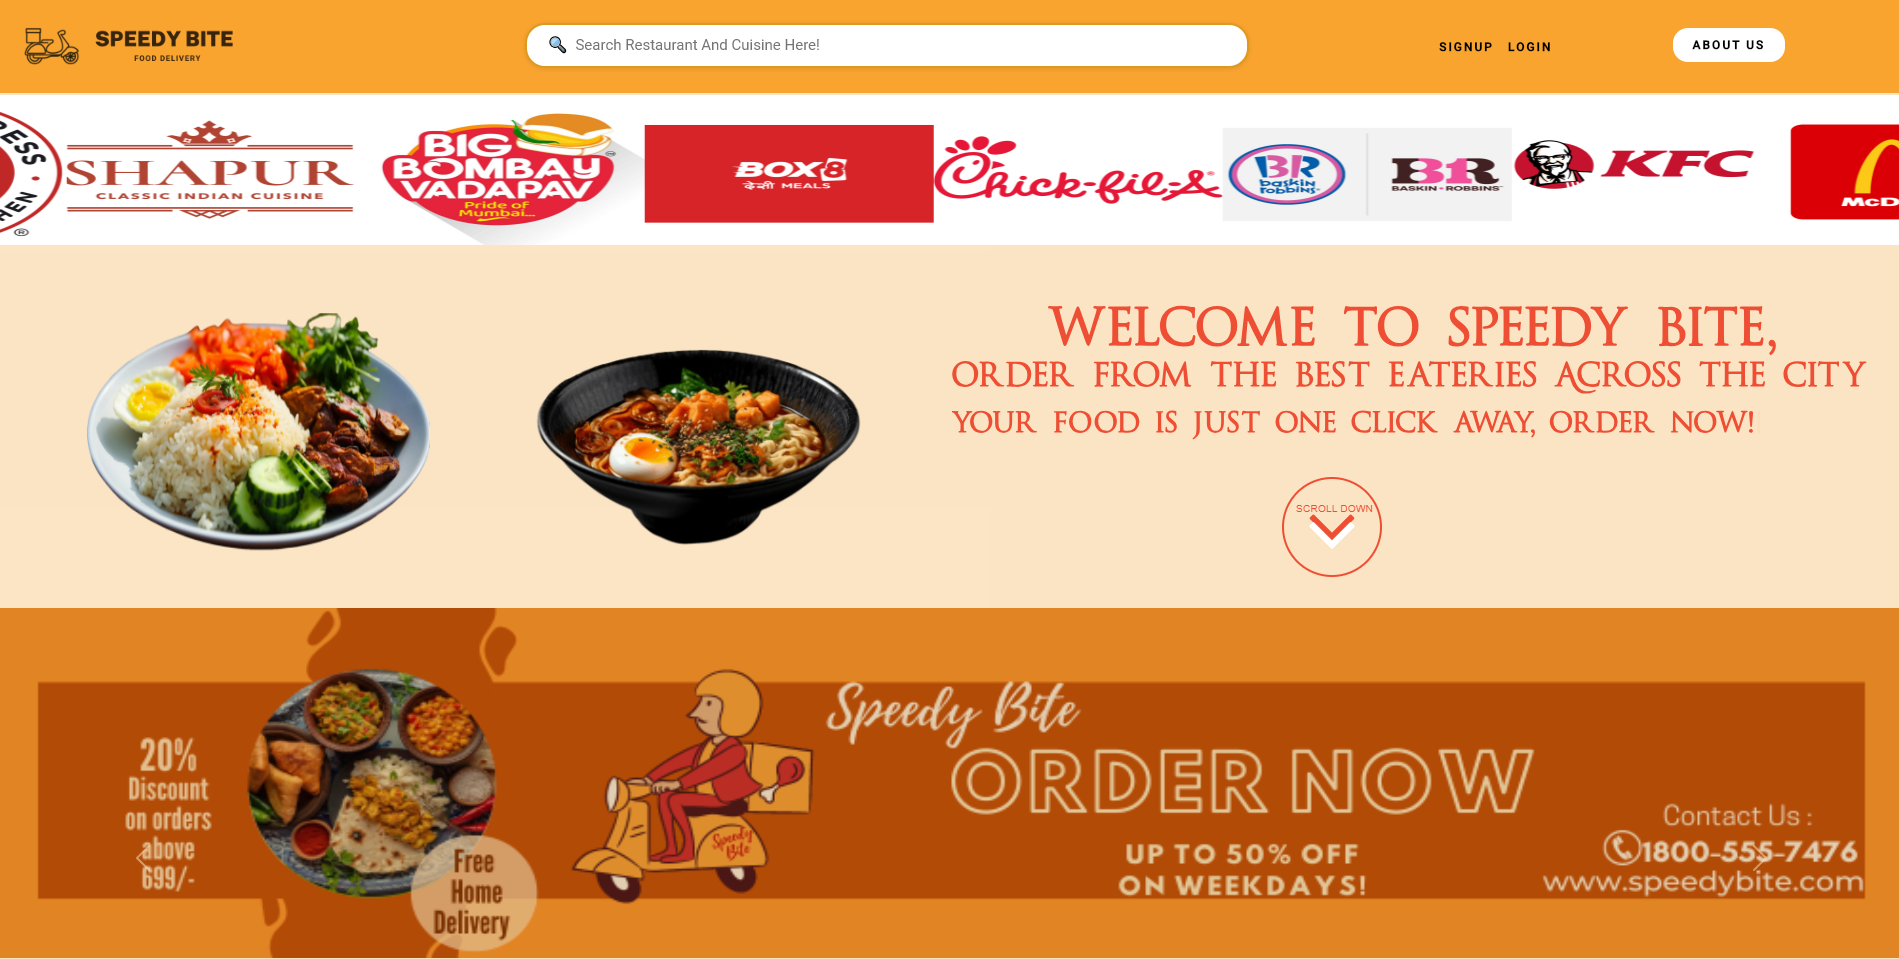 SPEEDY BITE
FOOD DELIVERY
Search Restaurant And Cuisine Here!
SIGNUP LOGIN
ABOUT US
RESS
HEN
®
SHAPUR
CLASSIC INDIAN CUISINE
BIG
BOMBAY
VADAPAV
Pride of
Mumbai...
BOX8
देसी MEALS
Chick-fil-A®
BR
baskin
robbins
BR
BASKIN-ROBBINS
KFC
McD
WELCOME TO SPEEDY BITE,
ORDER FROM THE BEST EATERIES ACROSS THE CITY
YOUR FOOD IS JUST ONE CLICK AWAY, ORDER NOW!
SCROLL DOWN
20%
Discount
on orders
above
699/-
Free
Home
Delivery
Speedy
Bite
Speedy Bite
ORDER NOW
UP TO 50% OFF
ON WEEKDAYS!
Contact Us :
1800-555-7476
www.speedybite.com